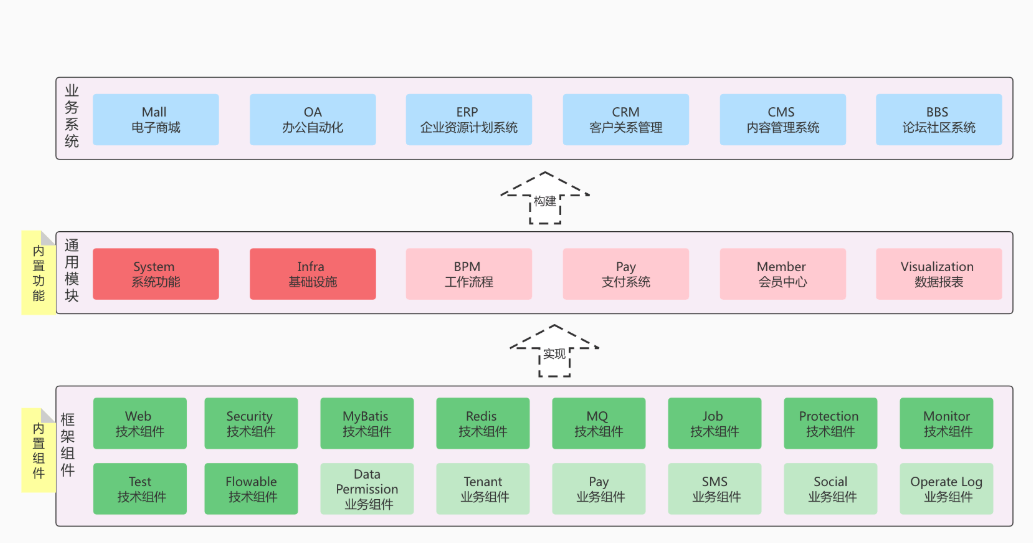 业务系统
Mall
电子商城
OA
办公自动化
ERP
企业资源计划系统
CRM
客户关系管理
CMS
内容管理系统
BBS
论坛社区系统
构建
内置功能
通用模块
System
系统功能
Infra
基础设施
BPM
工作流程
Pay
支付系统
Member
会员中心
Visualization
数据报表
实现
内置组件
框架组件
Web
技术组件
Security
技术组件
MyBatis
技术组件
Redis
技术组件
MQ
技术组件
Job
技术组件
Protection
技术组件
Monitor
技术组件
Test
技术组件
Flowable
技术组件
Data
Permission
业务组件
Tenant
业务组件
Pay
业务组件
SMS
业务组件
Social
业务组件
Operate Log
业务组件